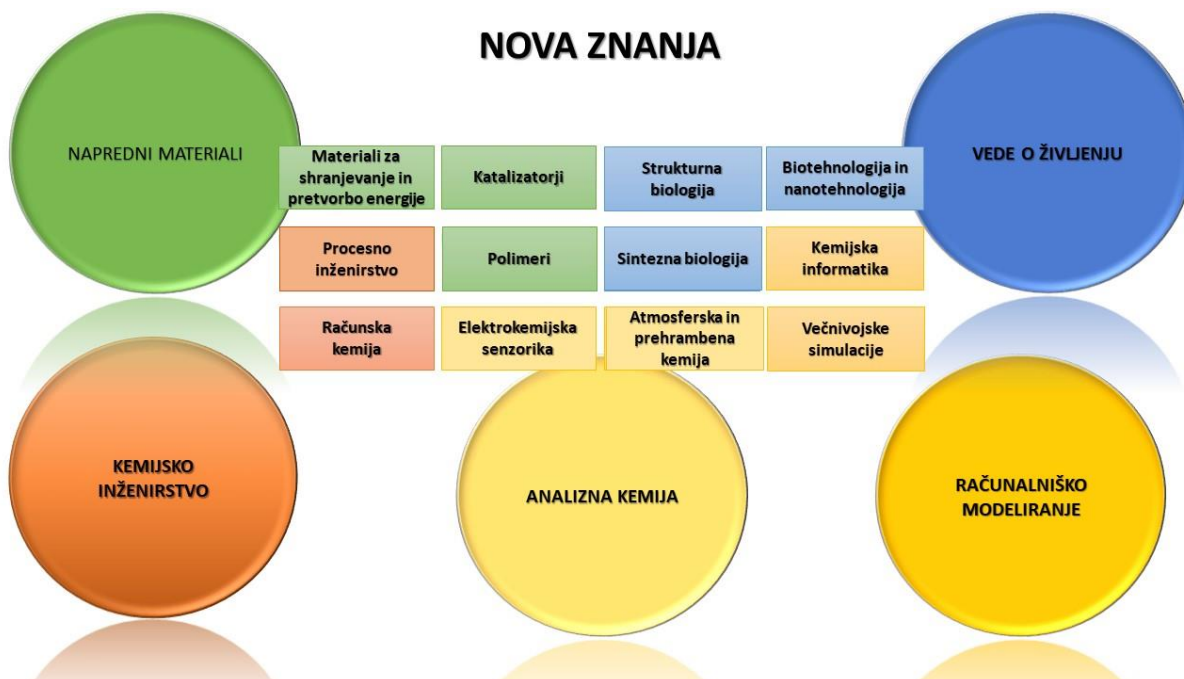 NOVA ZNANJA
NAPREDNI MATERIALI
VEDE O ŽIVLJENJU
Materiali za
shranjevanje in
pretvorbo energije
Katalizatorji
Strukturna
biologija
Biotehnologija in
nanotehnologija
Procesno
inženirstvo
Polimeri
Sintezna biologija
Kemijska
informatika
Računska
kemija
Elektrokemijska
senzorika
Atmosferska in
prehrambena
kemija
Večnivojske
simulacije
KEMIJSKO
INŽENIRSTVO
ANALIZNA KEMIJA
RAČUNALNIŠKO
MODELIRANJE